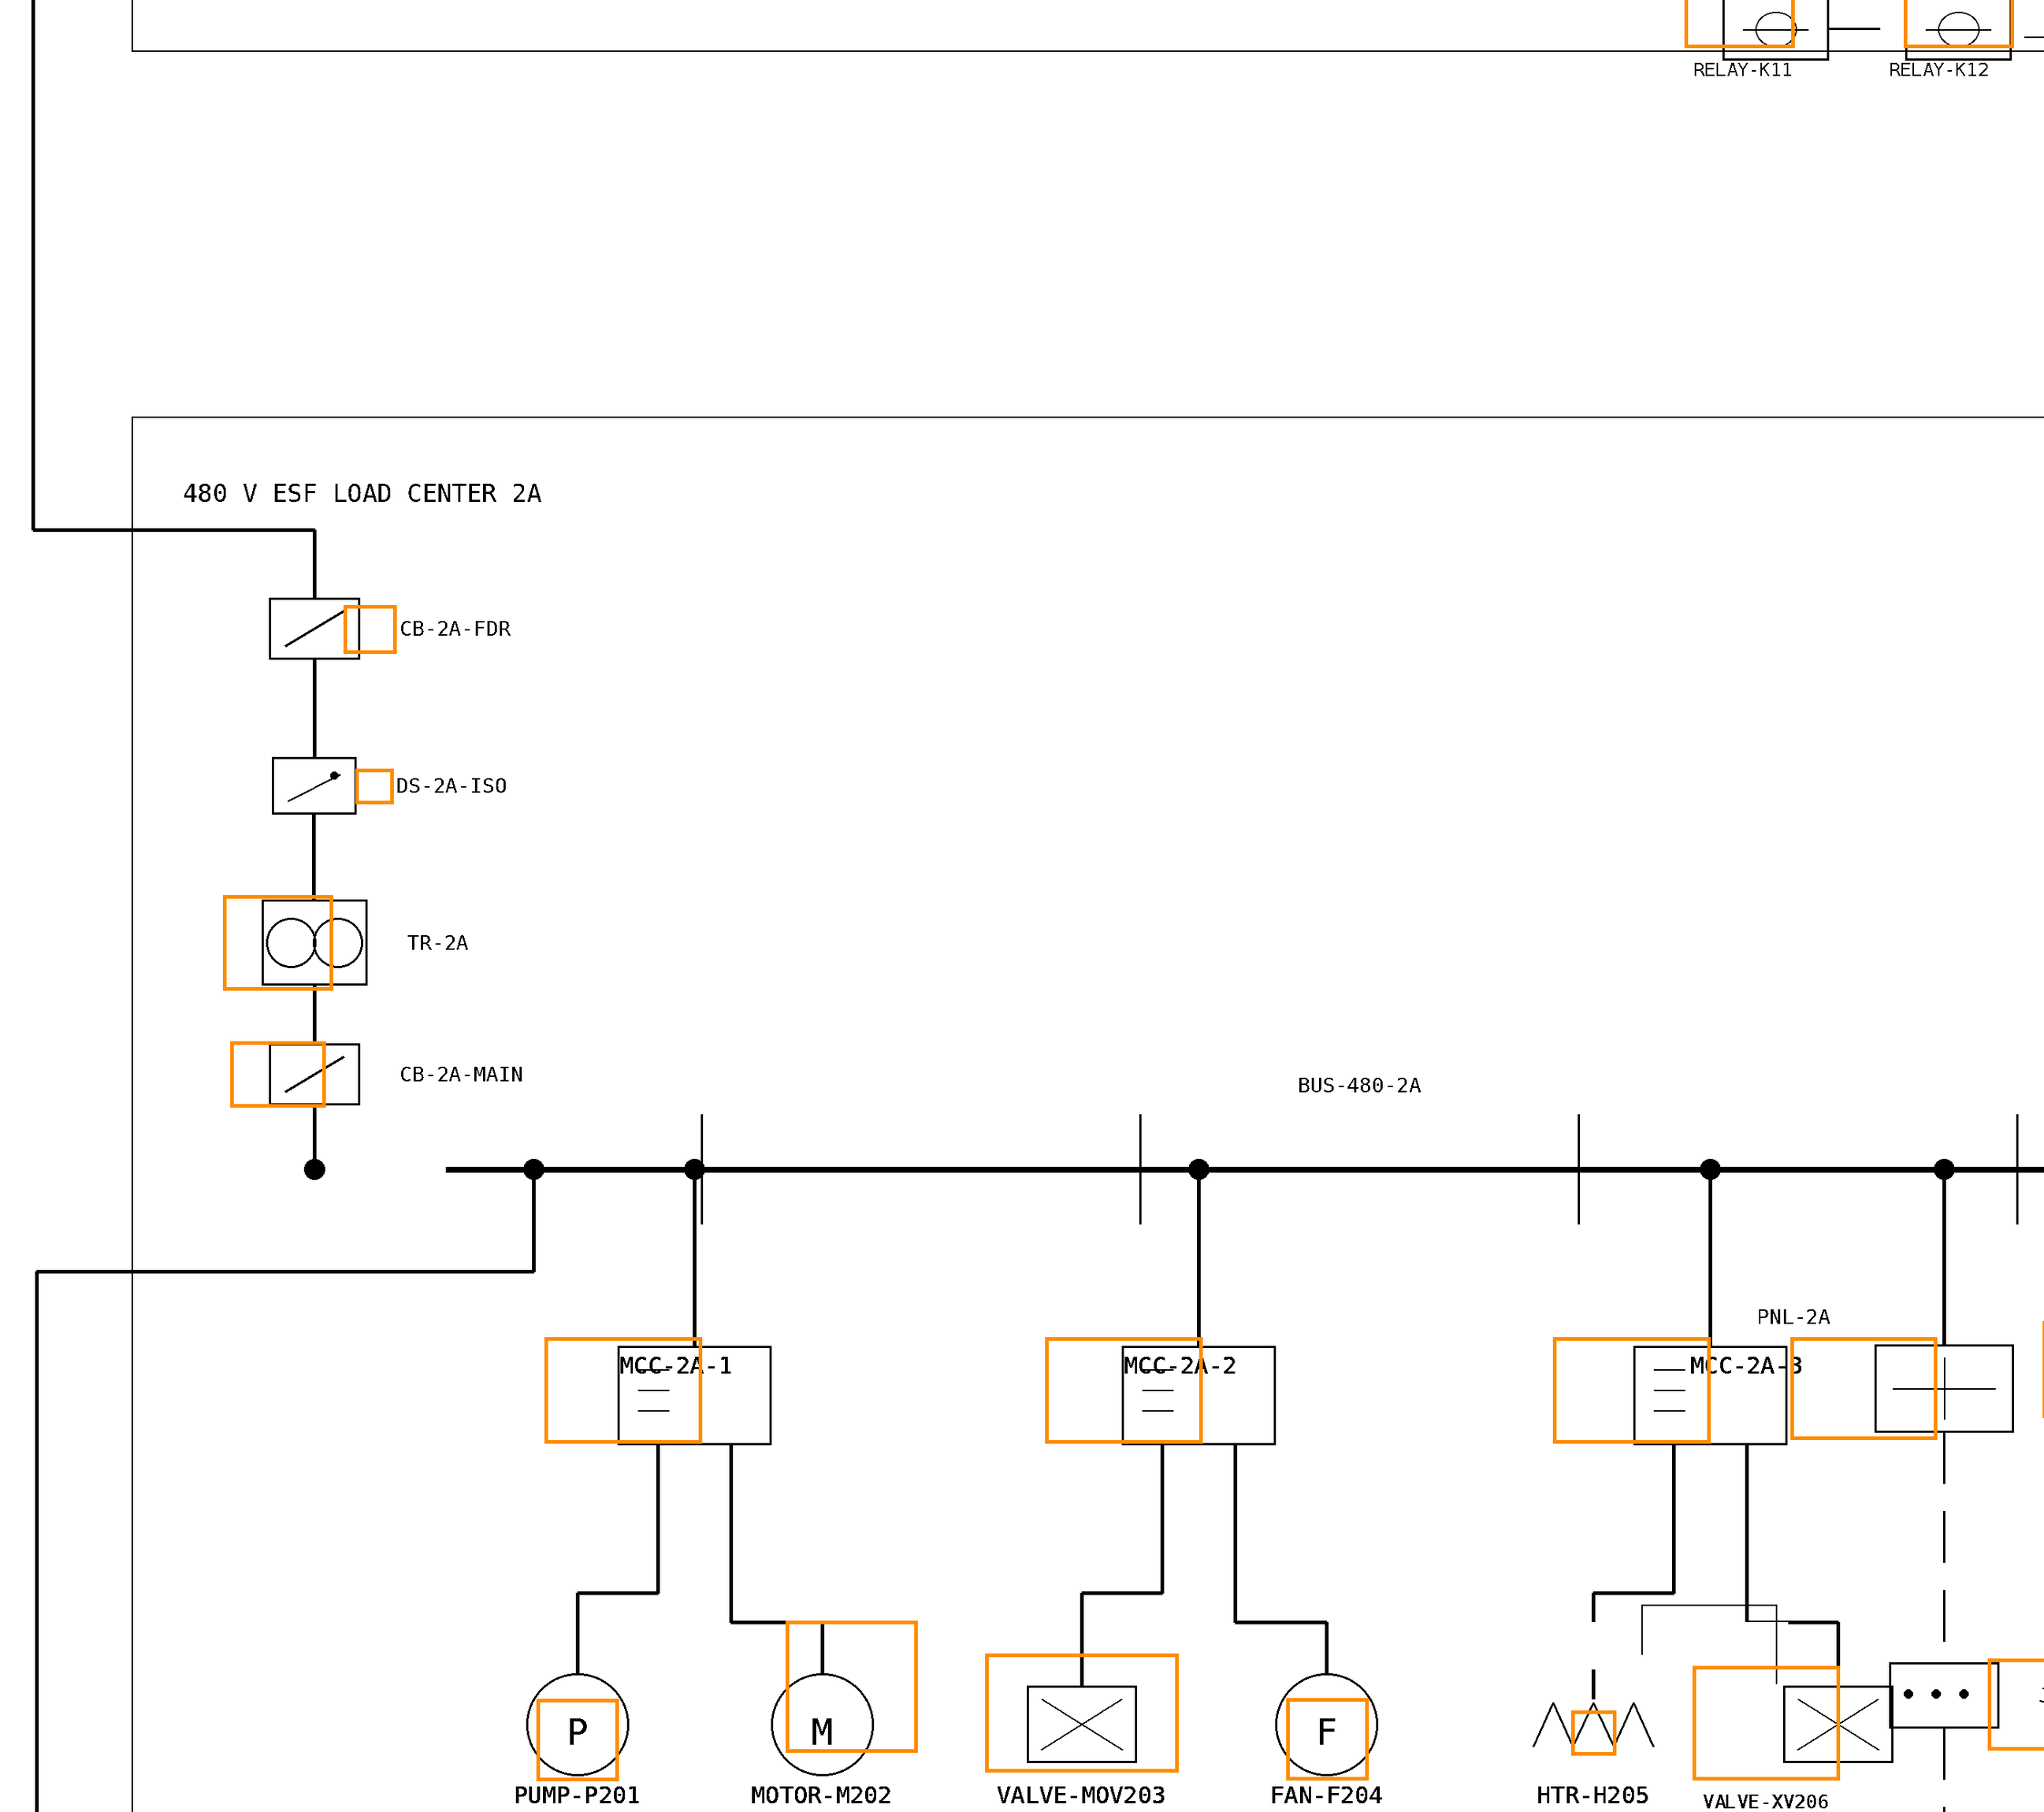 RELAY-K11
RELAY-K12
480 V ESF LOAD CENTER 2A
CB-2A-FDR
DS-2A-ISO
TR-2A
CB-2A-MAIN
BUS-480-2A
PNL-2A
MCC-2A-1
MCC-2A-2
MCC-2A-3
P
M
F
PUMP-P201
MOTOR-M202
VALVE-MOV203
FAN-F204
HTR-H205
VALVE-XV206